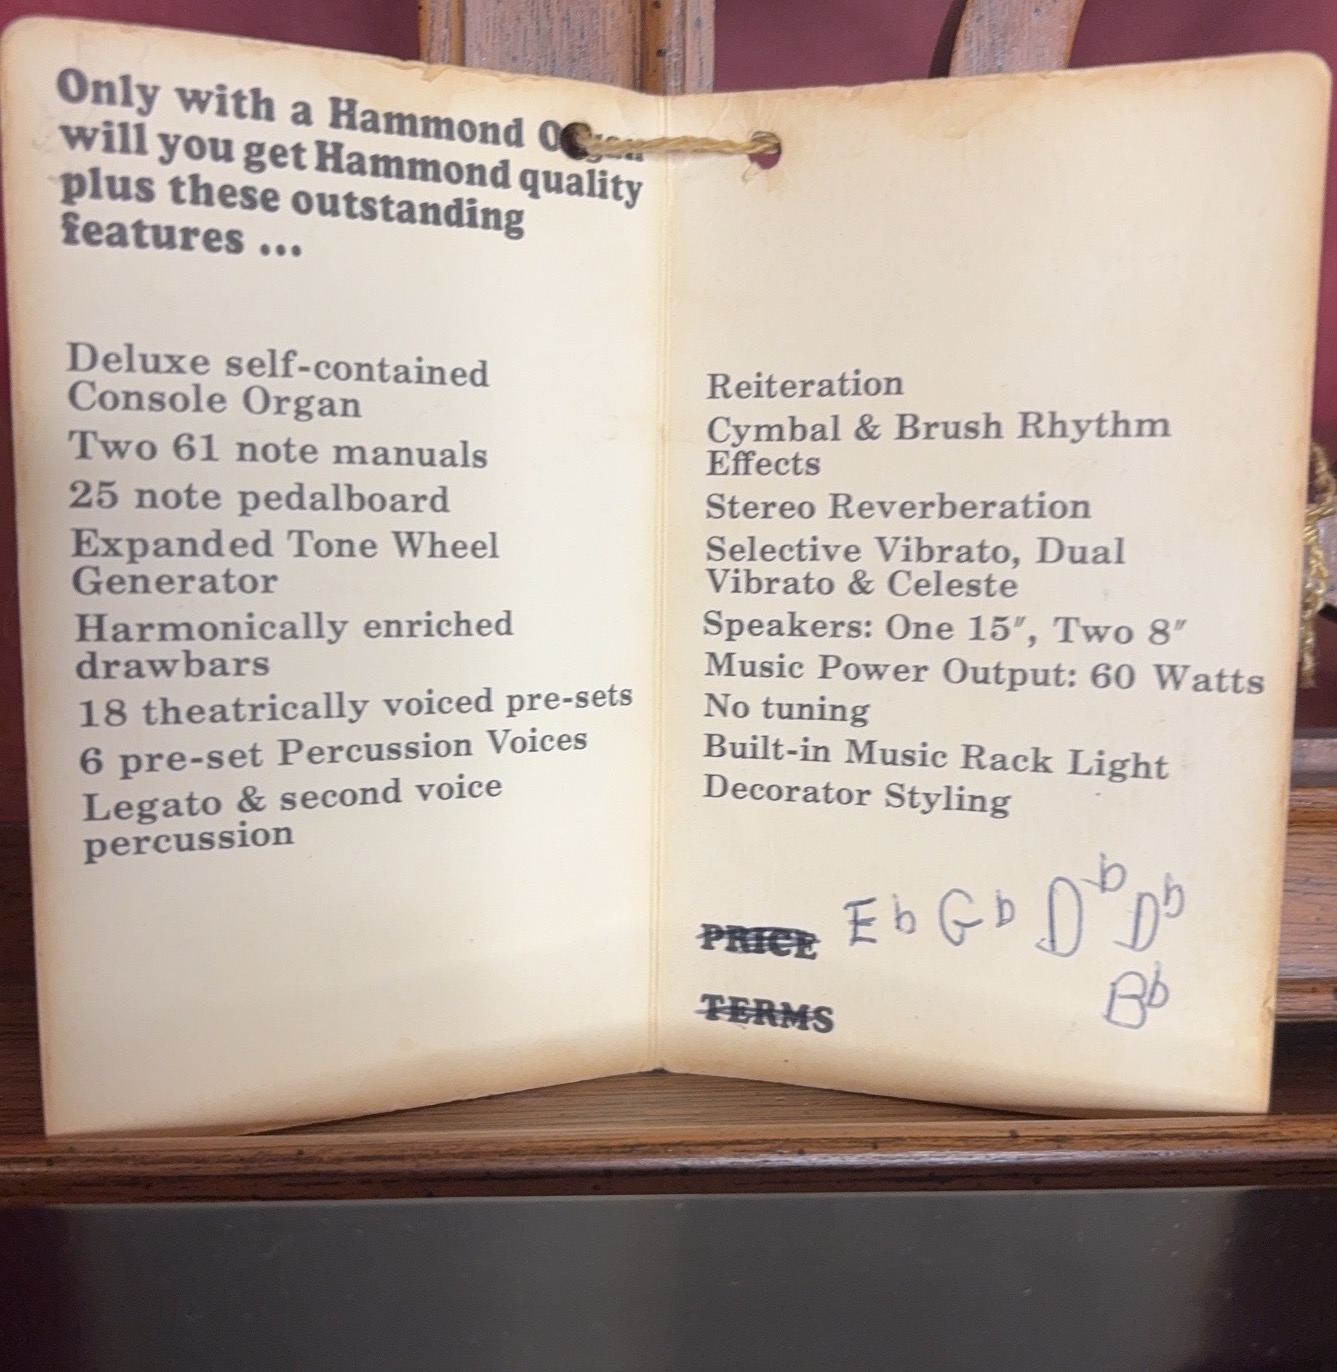 Only with a Hammond Organ
will you get Hammond quality
plus these outstanding
features ...
Deluxe self-contained
Console Organ
Two 61 note manuals
25 note pedalboard
Expanded Tone Wheel
Generator
Harmonically enriched
drawbars
18 theatrically voiced pre-sets
6 pre-set Percussion Voices
Legato & second voice
percussion
Reiteration
Cymbal & Brush Rhythm
Effects
Stereo Reverberation
Selective Vibrato, Dual
Vibrato & Celeste
Speakers: One 15″, Two 8″
Music Power Output: 60 Watts
No tuning
Built-in Music Rack Light
Decorator Styling
PRICE Eb Gb Db Db
TERMS Bb